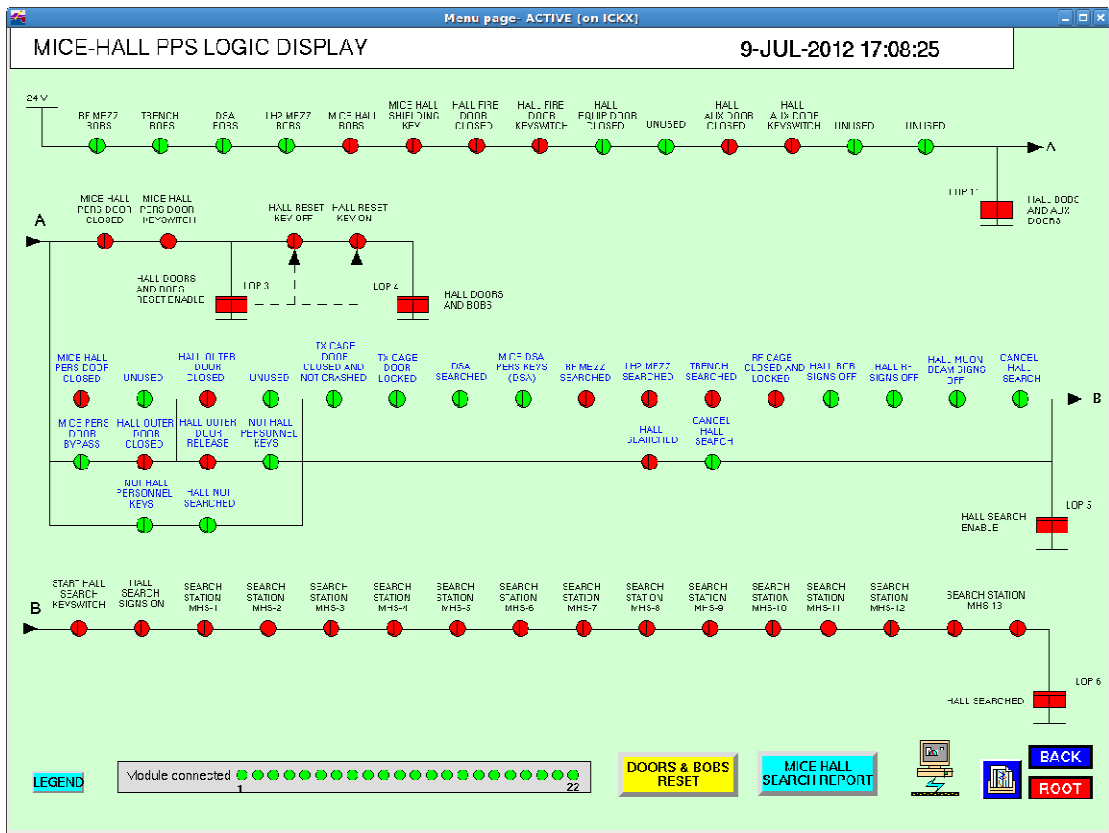 Menu page- ACTIVE (on ICKX)
MICE-HALL PPS LOGIC DISPLAY
9-JUL-2012 17:08:25
24 V
RF MEZZ BOBS
TRENCH BOBS
DSA BOBS
LH2 MEZZ BOBS
MICE HALL BOBS
MICE HALL SHIELDING KEY
HALL FIRE DOOR CLOSED
HALL FIRE DOOR KEYSWITCH
HALL EQUIP DOOR CLOSED
UNUSED
HALL AUX DOOR CLOSED
HALL KEYSWITCH
UNUSED
UNUSED
A
LOP 11
HALL BOBS AND AUX DOORS
A
MICE HALL PERS DOOR CLOSED
MICE HALL PERS DOOR KEYSWITCH
HALL RESET KEY OFF
HALL RESET KEY ON
HALL DOORS AND BOBS RESET ENABLE
LOP 3
LOP 4
HALL DOORS AND BOBS
MICE HALL PERS DOOR CLOSED
UNUSED
HALL OUTER DOOR CLOSED
UNUSED
TX CAGE DOOR CLOSED AND NOT CRASHED
TX CAGE DOOR LOCKED
DSA SEARCHED
MICE DSA PERS KEYS (DSA)
RF MEZZ SEARCHED
LH2 MEZZ SEARCHED
TRENCH SEARCHED
RF CAGE CLOSED AND LOCKED
HALL BOB SIGNS OFF
HALL RF SIGNS OFF
HALL MUON BEAM SIGNS OFF
CANCEL HALL SEARCH
B
MICE PERS DOOR BYPASS
HALL OUTER DOOR CLOSED
HALL OUTER DOOR RELEASE
NOT HALL PERSONNEL KEYS
HALL SEARCHED
CANCEL HALL SEARCH
NOT HALL PERSONNEL KEYS
HALL NOT SEARCHED
HALL SEARCH ENABLE
LOP 5
B
START HALL SEARCH KEYSWITCH
HALL SEARCH SIGNS ON
SEARCH STATION MHS-1
SEARCH STATION MHS-2
SEARCH STATION MHS-3
SEARCH STATION MHS-4
SEARCH STATION MHS-5
SEARCH STATION MHS-6
SEARCH STATION MHS-7
SEARCH STATION MHS-8
SEARCH STATION MHS-9
SEARCH STATION MHS-10
SEARCH STATION MHS-11
SEARCH STATION MHS-12
SEARCH STATION MHS-13
LOP 6
HALL SEARCHED
LEGEND
Module connected
1
22
DOORS & BOBS RESET
MICE HALL SEARCH REPORT
BACK
ROOT